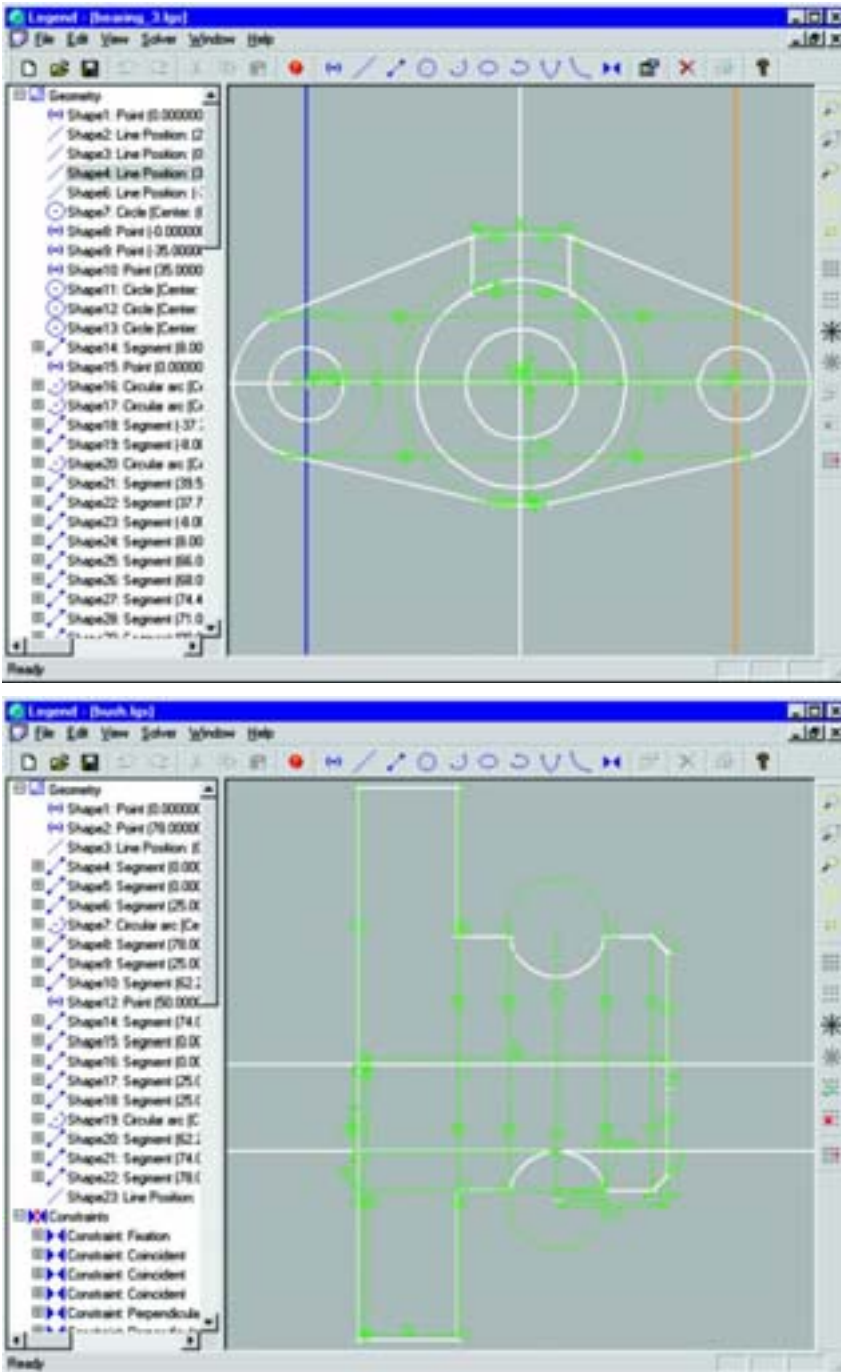 Legend - [bearing_3.lgs]
File Edit View Solver Window Help
Geometry
Shape1: Point (0.000000
Shape2: Line Position: (2
Shape3: Line Position: (0
Shape4: Line Position: (3
Shape6: Line Position: (-
Shape7: Circle [Center: (
Shape8: Point (-0.000000
Shape9: Point (-35.0000
Shape10: Point (35.0000
Shape11: Circle [Center:
Shape12: Circle [Center:
Shape13: Circle [Center:
Shape14: Segment (8.00
Shape15: Point (0.00000
Shape16: Circular arc [C
Shape17: Circular arc [C
Shape18: Segment (-37.
Shape19: Segment (-8.0
Shape20: Circular arc [C
Shape21: Segment (39.5
Shape22: Segment (37.7
Shape23: Segment (-8.0
Shape24: Segment (8.00
Shape25: Segment (66.0
Shape26: Segment (68.0
Shape27: Segment (74.4
Shape28: Segment (71.0
Ready
Legend - [bush.lgs]
File Edit View Solver Window Help
Geometry
Shape1: Point (0.000000
Shape2: Point (78.0000
Shape3: Line Position: (
Shape4: Segment (0.00
Shape5: Segment (0.00
Shape6: Segment (25.0
Shape7: Circular arc [Ce
Shape8: Segment (78.0
Shape9: Segment (25.0
Shape10: Segment (62.2
Shape12: Point (50.000
Shape14: Segment (74.0
Shape15: Segment (0.00
Shape16: Segment (0.00
Shape17: Segment (25.0
Shape18: Segment (25.0
Shape19: Circular arc [C
Shape20: Segment (62.2
Shape21: Segment (74.0
Shape22: Segment (78.0
Shape23: Line Position:
Constraints
Constraint: Fixation
Constraint: Coincident
Constraint: Coincident
Constraint: Coincident
Constraint: Perpendicula
Ready